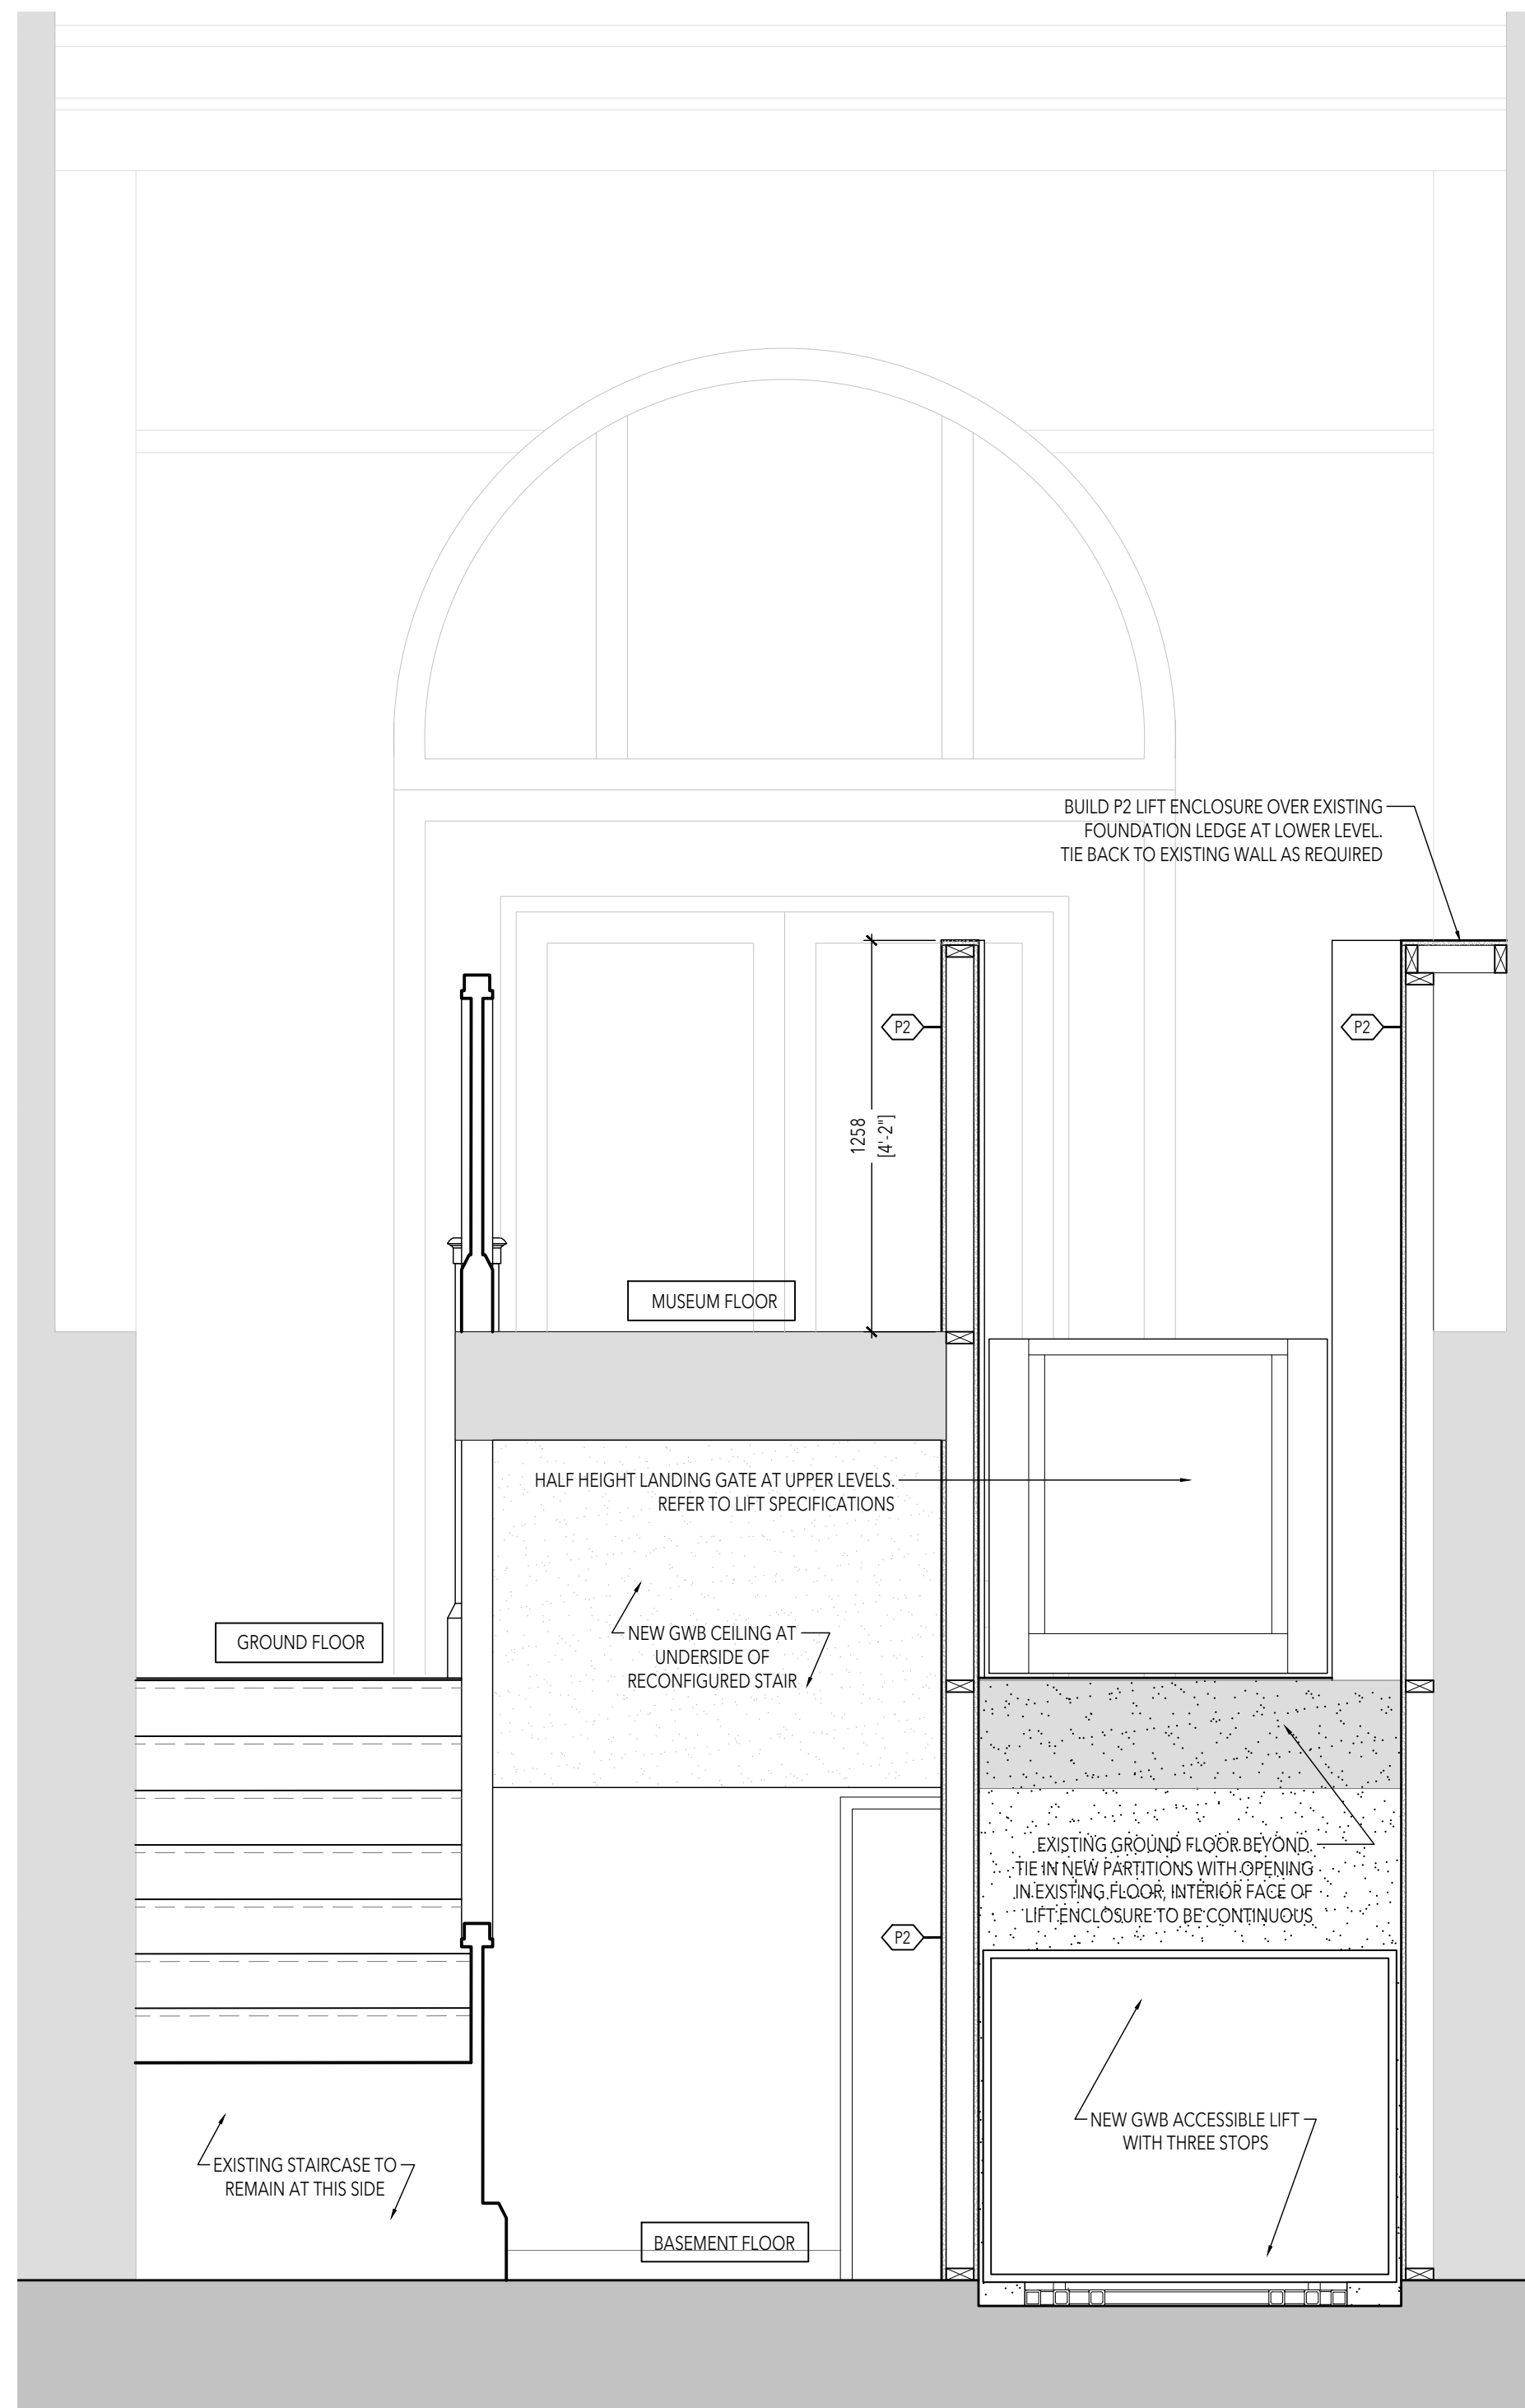 BUILD P2 LIFT ENCLOSURE OVER EXISTING
FOUNDATION LEDGE AT LOWER LEVEL.
TIE BACK TO EXISTING WALL AS REQUIRED
P2
P2
1258
[4'-2"]
MUSEUM FLOOR
HALF HEIGHT LANDING GATE AT UPPER LEVELS.
REFER TO LIFT SPECIFICATIONS
NEW GWB CEILING AT
UNDERSIDE OF
RECONFIGURED STAIR
GROUND FLOOR
EXISTING GROUND FLOOR BEYOND.
TIE IN NEW PARTITIONS WITH OPENING
IN EXISTING FLOOR, INTERIOR FACE OF
LIFT ENCLOSURE TO BE CONTINUOUS
P2
NEW GWB ACCESSIBLE LIFT
WITH THREE STOPS
EXISTING STAIRCASE TO
REMAIN AT THIS SIDE
BASEMENT FLOOR